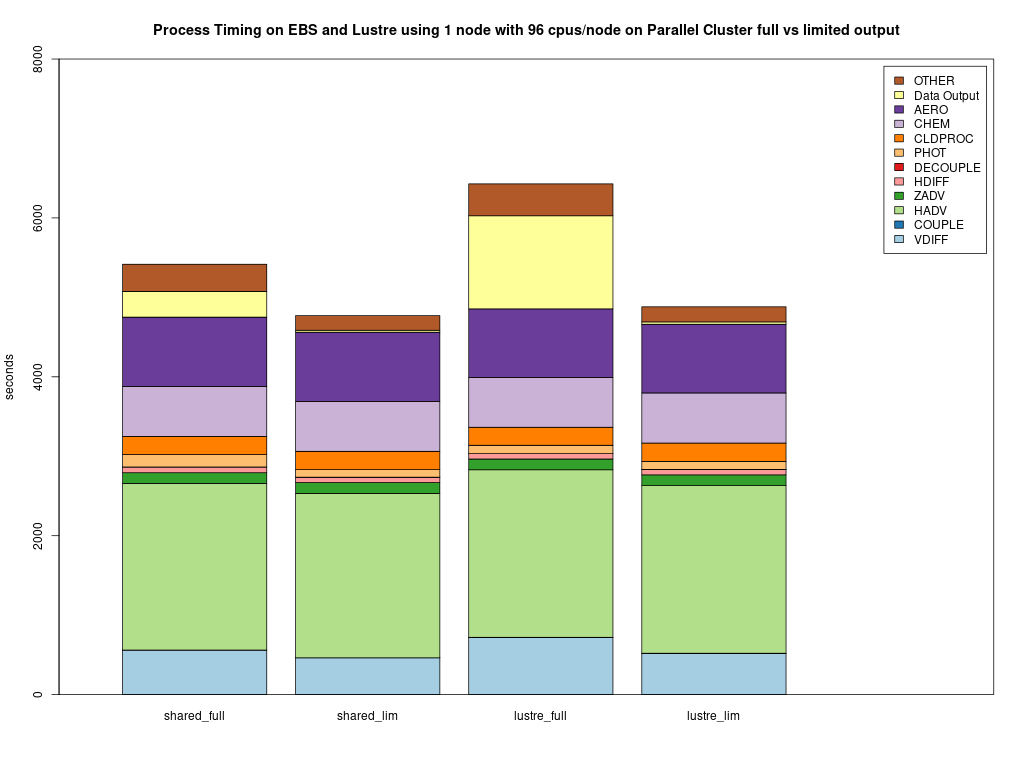 Process Timing on EBS and Lustre using 1 node with 96 cpus/node on Parallel Cluster full vs limited output
8000
6000
4000
2000
0
seconds
OTHER
Data Output
AERO
CHEM
CLDPROC
PHOT
DECOUPLE
HDIFF
ZADV
HADV
COUPLE
VDIFF
shared_full
shared_lim
lustre_full
lustre_lim